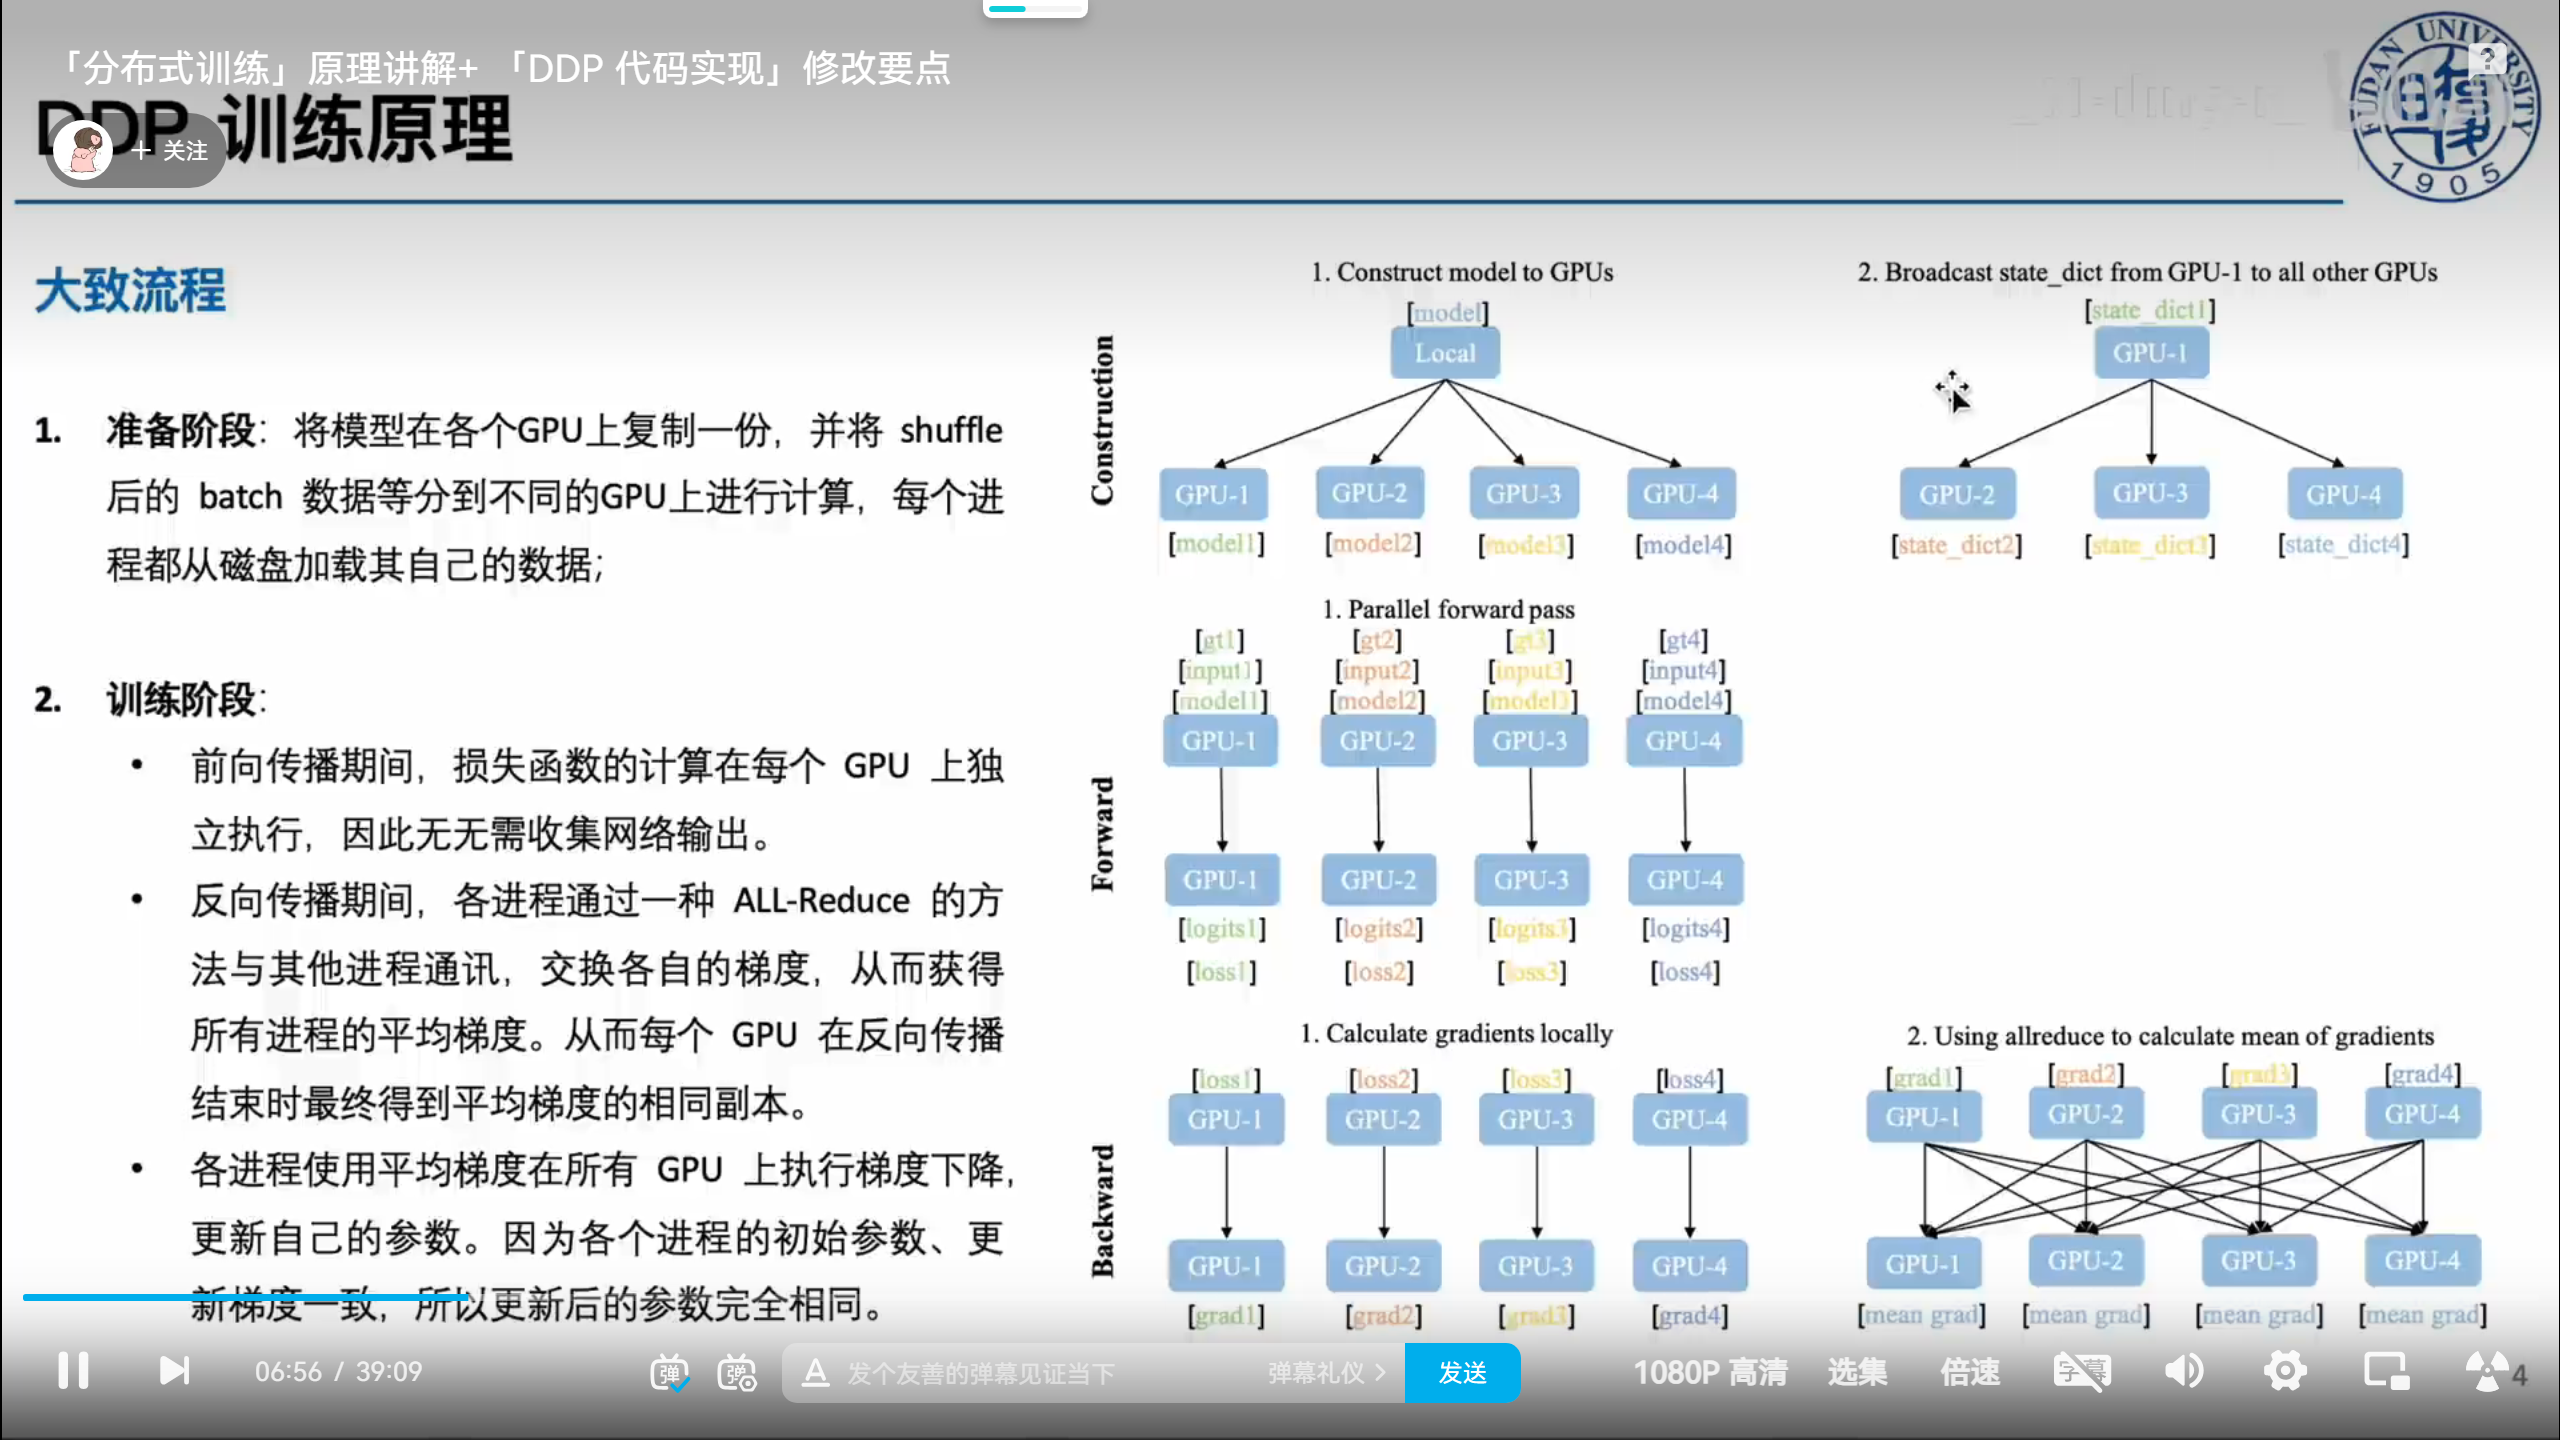 「分布式训练」原理讲解+ 「DDP 代码实现」修改要点
DDP 训练原理
+ 关注
FUDAN UNIVERSITY
1905
大致流程
1. 准备阶段：将模型在各个GPU上复制一份，并将 shuffle
后的 batch 数据等分到不同的GPU上进行计算，每个进
程都从磁盘加载其自己的数据；
2. 训练阶段：
• 前向传播期间，损失函数的计算在每个 GPU 上独
立执行，因此无无需收集网络输出。
• 反向传播期间，各进程通过一种 ALL-Reduce 的方
法与其他进程通讯，交换各自的梯度，从而获得
所有进程的平均梯度。从而每个 GPU 在反向传播
结束时最终得到平均梯度的相同副本。
• 各进程使用平均梯度在所有 GPU 上执行梯度下降，
更新自己的参数。因为各个进程的初始参数、更
新梯度一致，所以更新后的参数完全相同。
Construction
1. Construct model to GPUs
[model]
Local
GPU-1 GPU-2 GPU-3 GPU-4
[model1] [model2] [model3] [model4]
2. Broadcast state_dict from GPU-1 to all other GPUs
[state_dict1]
GPU-1
GPU-2 GPU-3 GPU-4
[state_dict2] [state_dict3] [state_dict4]
Forward
1. Parallel forward pass
[gt1] [gt2] [gt3] [gt4]
[input1] [input2] [input3] [input4]
[model1] [model2] [model3] [model4]
GPU-1 GPU-2 GPU-3 GPU-4
GPU-1 GPU-2 GPU-3 GPU-4
[logits1] [logits2] [logits3] [logits4]
[loss1] [loss2] [loss3] [loss4]
Backward
1. Calculate gradients locally
[loss1] [loss2] [loss3] [loss4]
GPU-1 GPU-2 GPU-3 GPU-4
GPU-1 GPU-2 GPU-3 GPU-4
[grad1] [grad2] [grad3] [grad4]
2. Using allreduce to calculate mean of gradients
[grad1] [grad2] [grad3] [grad4]
GPU-1 GPU-2 GPU-3 GPU-4
GPU-1 GPU-2 GPU-3 GPU-4
[mean grad] [mean grad] [mean grad] [mean grad]
06:56 / 39:09
弹 弹
A 发个友善的弹幕见证当下 弹幕礼仪 > 发送
1080P 高清 选集 倍速 字幕
4